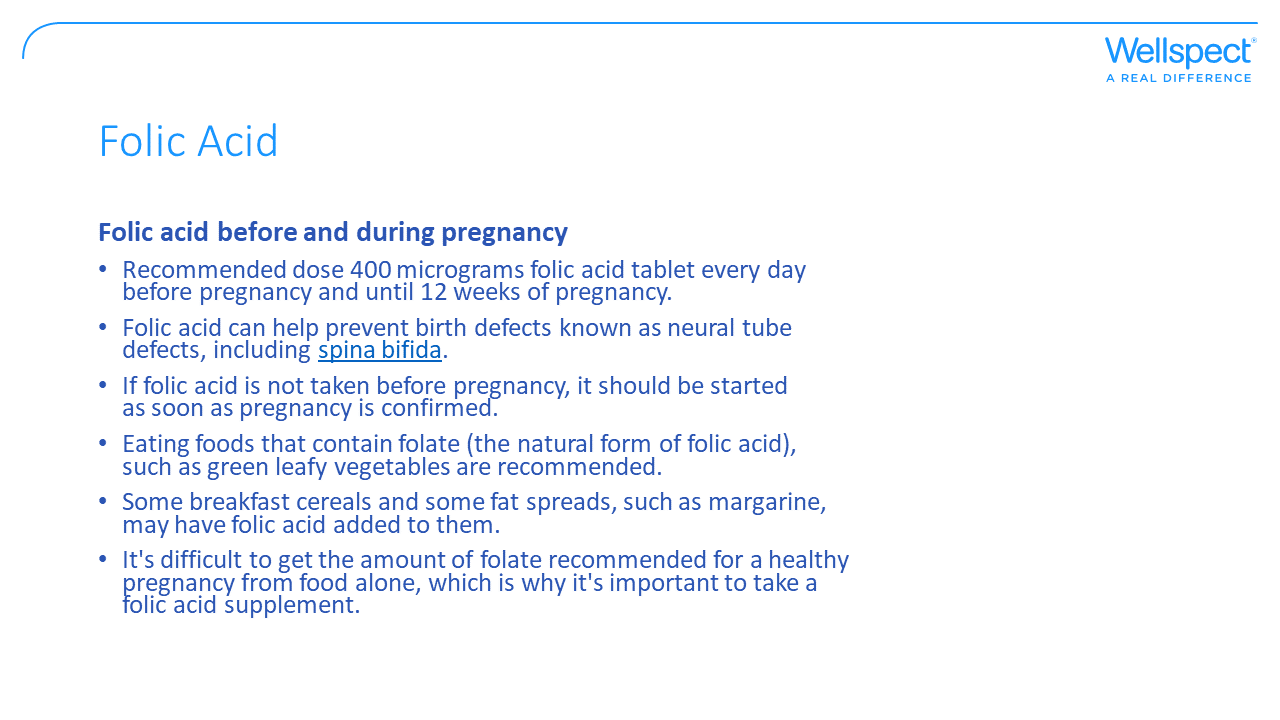 Wellspect®
A REAL DIFFERENCE
Folic Acid
Folic acid before and during pregnancy
• Recommended dose 400 micrograms folic acid tablet every day
before pregnancy and until 12 weeks of pregnancy.
• Folic acid can help prevent birth defects known as neural tube
defects, including spina bifida.
• If folic acid is not taken before pregnancy, it should be started
as soon as pregnancy is confirmed.
• Eating foods that contain folate (the natural form of folic acid),
such as green leafy vegetables are recommended.
• Some breakfast cereals and some fat spreads, such as margarine,
may have folic acid added to them.
• It's difficult to get the amount of folate recommended for a healthy
pregnancy from food alone, which is why it's important to take a
folic acid supplement.